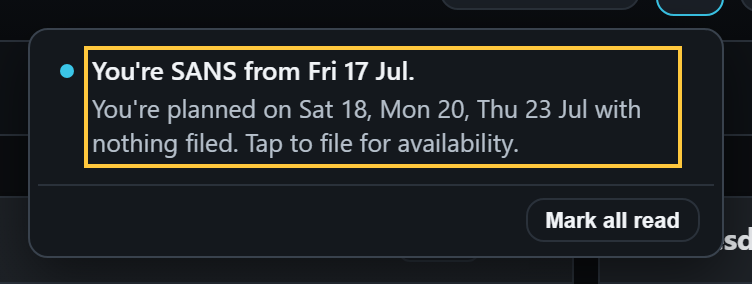 You're SANS from Fri 17 Jul.
You're planned on Sat 18, Mon 20, Thu 23 Jul with
nothing filed. Tap to file for availability.
Mark all read